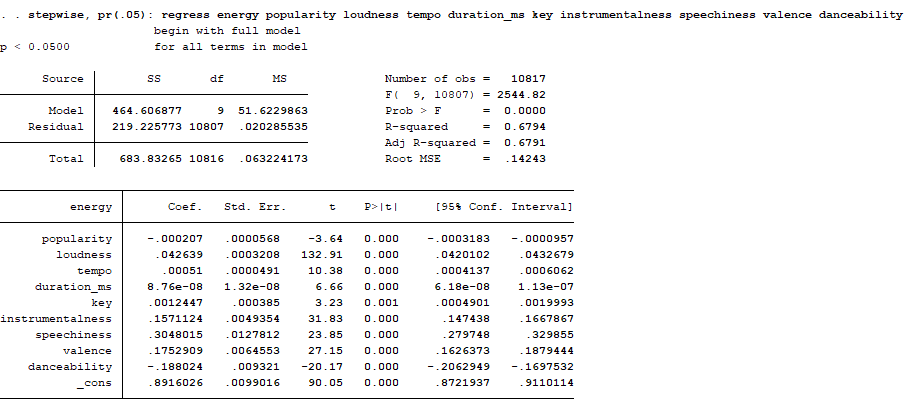 . . stepwise, pr(.05): regress energy popularity loudness tempo duration_ms key instrumentalness speechiness valence danceability
begin with full model
p < 0.0500 for all terms in model
Source SS df MS Number of obs = 10817
F( 9, 10807) = 2544.82
Model 464.606877 9 51.6229863 Prob > F = 0.0000
Residual 219.225773 10807 .020285535 R-squared = 0.6794
Adj R-squared = 0.6791
Total 683.83265 10816 .063224173 Root MSE = .14243
energy Coef. Std. Err. t P>|t| [95% Conf. Interval]
popularity -.000207 .0000568 -3.64 0.000 -.0003183 -.0000957
loudness .042639 .0003208 132.91 0.000 .0420102 .0432679
tempo .00051 .0000491 10.38 0.000 .0004137 .0006062
duration_ms 8.76e-08 1.32e-08 6.66 0.000 6.18e-08 1.13e-07
key .0012447 .000385 3.23 0.001 .0004901 .0019993
instrumentalness .1571124 .0049354 31.83 0.000 .147438 .1667867
speechiness .3048015 .0127812 23.85 0.000 .279748 .329855
valence .1752909 .0064553 27.15 0.000 .1626373 .1879444
danceability -.188024 .009321 -20.17 0.000 -.2062949 -.1697532
_cons .8916026 .0099016 90.05 0.000 .8721937 .9110114